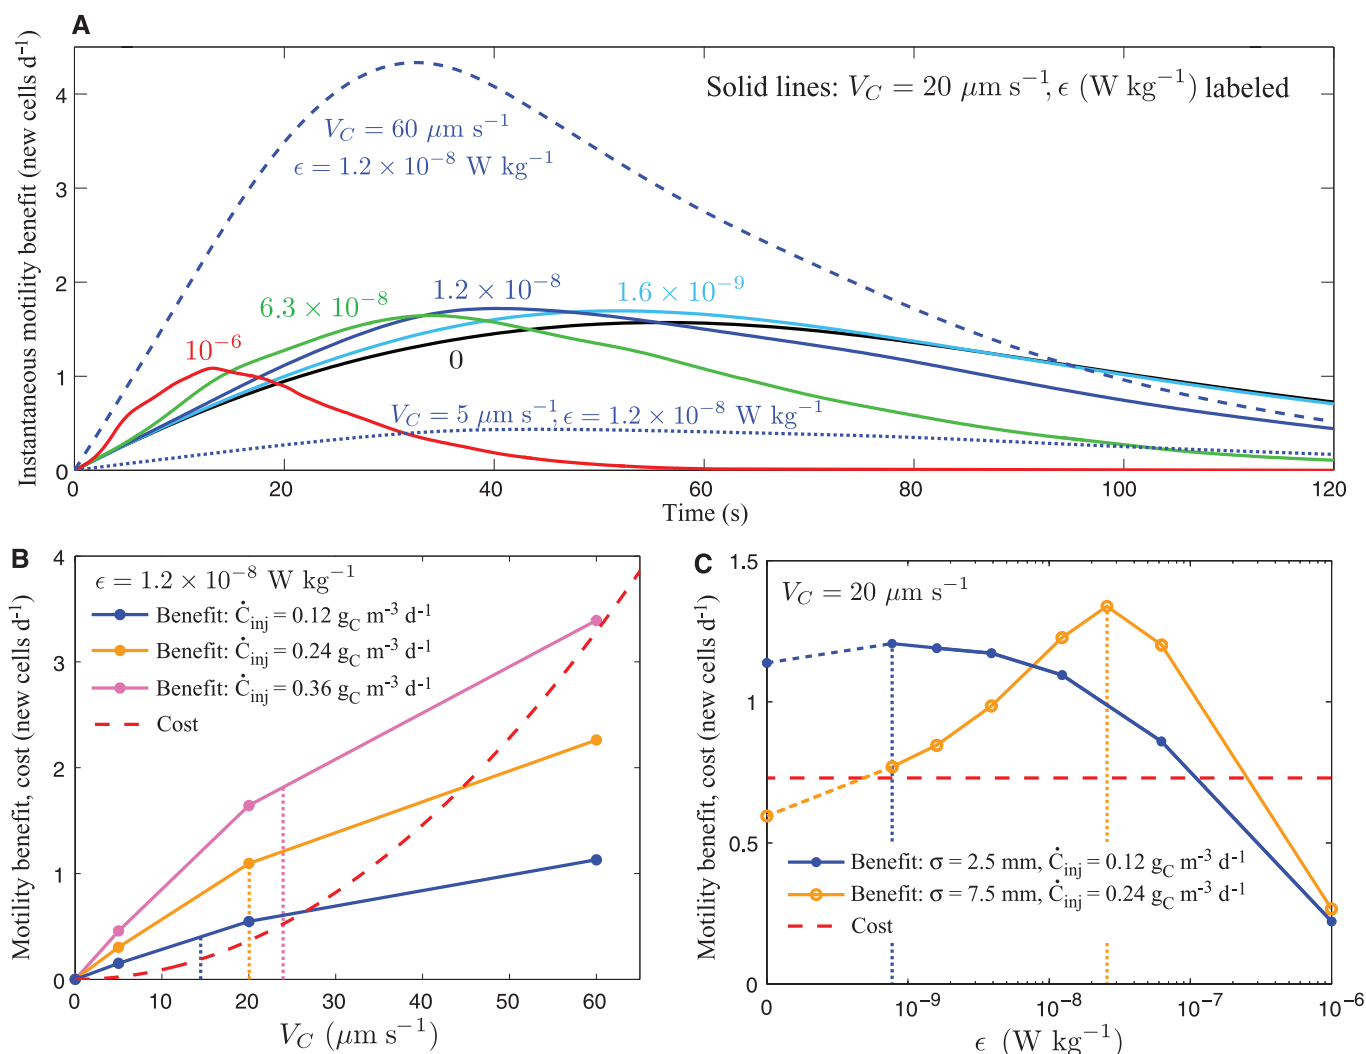 A
Instantaneous motility benefit (new cells d⁻¹)
4
3
2
1
0
Solid lines: V_C = 20 μm s⁻¹, ϵ (W kg⁻¹) labeled
V_C = 60 μm s⁻¹
ϵ = 1.2 × 10⁻⁸ W kg⁻¹
10⁻⁶
6.3 × 10⁻⁸
1.2 × 10⁻⁸
1.6 × 10⁻⁹
0
V_C = 5 μm s⁻¹, ϵ = 1.2 × 10⁻⁸ W kg⁻¹
0 20 40 60 80 100 120
Time (s)
B
Motility benefit, cost (new cells d⁻¹)
4
3
2
1
0
ϵ = 1.2 × 10⁻⁸ W kg⁻¹
Benefit: Ċ_inj = 0.12 g_C m⁻³ d⁻¹
Benefit: Ċ_inj = 0.24 g_C m⁻³ d⁻¹
Benefit: Ċ_inj = 0.36 g_C m⁻³ d⁻¹
Cost
0 10 20 30 40 50 60
V_C (μm s⁻¹)
C
Motility benefit, cost (new cells d⁻¹)
1.5
1
0.5
0
V_C = 20 μm s⁻¹
Benefit: σ = 2.5 mm, Ċ_inj = 0.12 g_C m⁻³ d⁻¹
Benefit: σ = 7.5 mm, Ċ_inj = 0.24 g_C m⁻³ d⁻¹
Cost
0 10⁻⁹ 10⁻⁸ 10⁻⁷ 10⁻⁶
ϵ (W kg⁻¹)